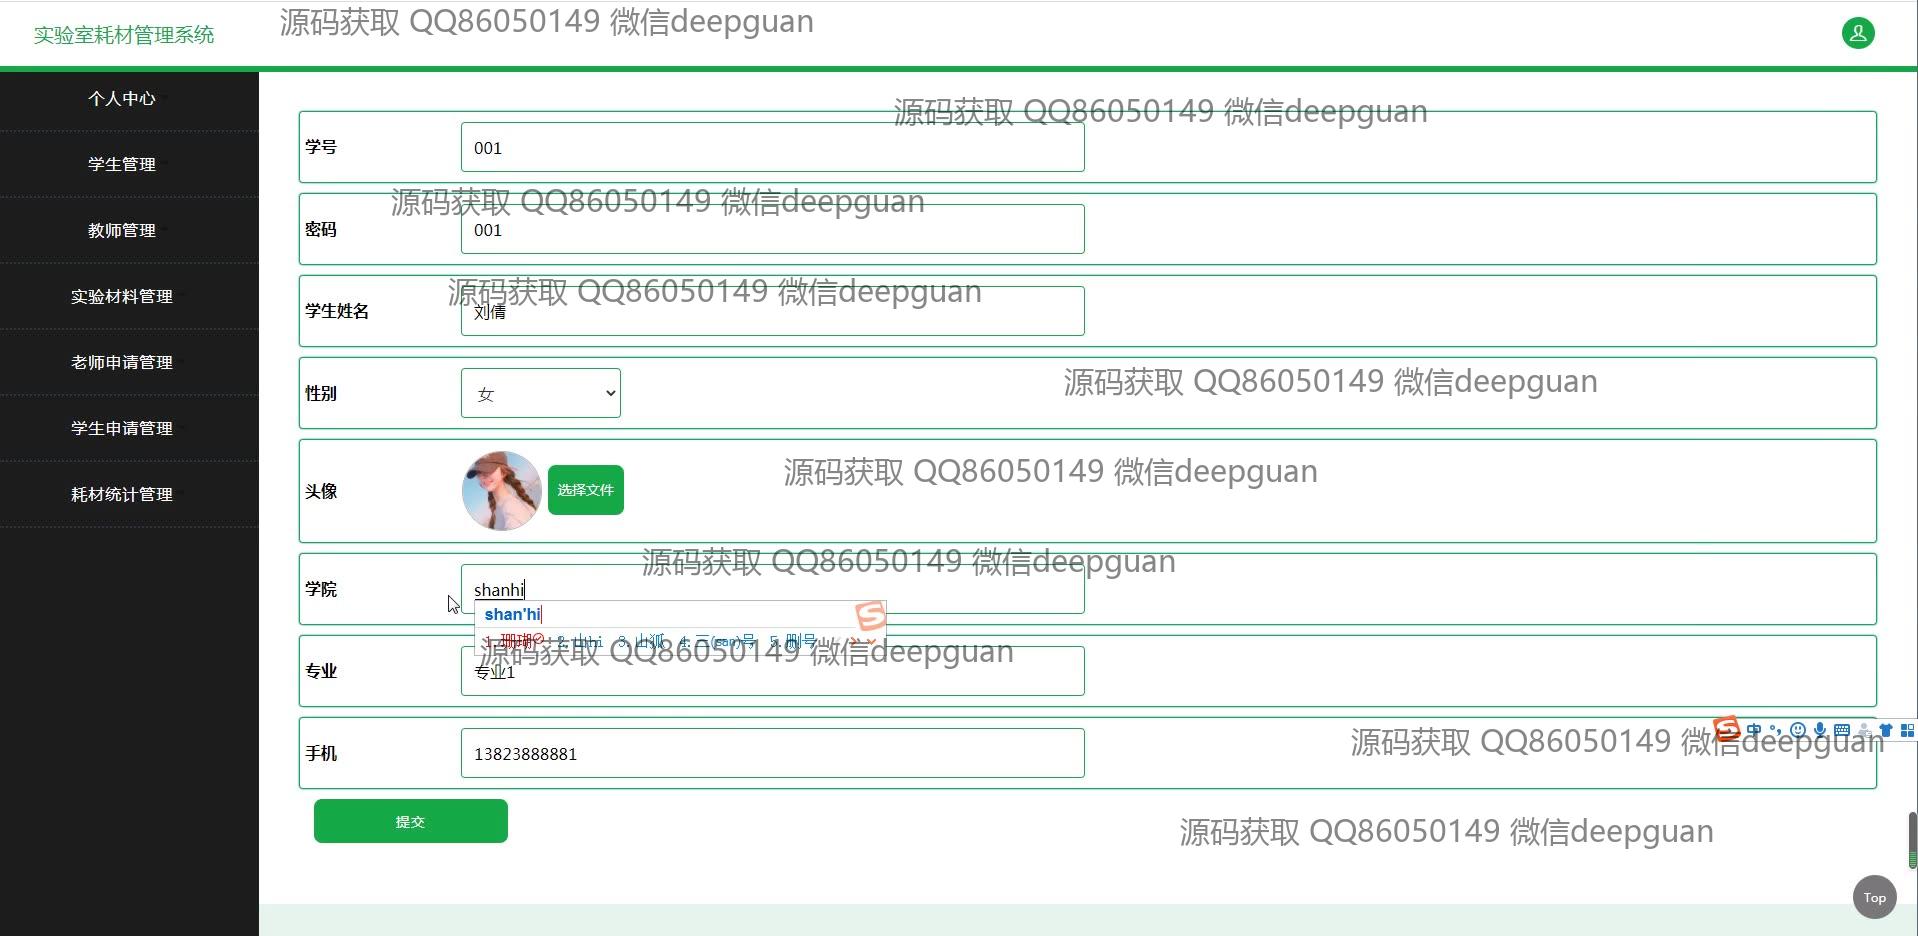 实验室耗材管理系统
源码获取 QQ86050149 微信deepguan
个人中心
学生管理
教师管理
实验材料管理
老师申请管理
学生申请管理
耗材统计管理
源码获取 QQ86050149 微信deepguan
学号
001
源码获取 QQ86050149 微信deepguan
密码
001
源码获取 QQ86050149 微信deepguan
学生姓名
刘倩
源码获取 QQ86050149 微信deepguan
性别
女
源码获取 QQ86050149 微信deepguan
头像
选择文件
源码获取 QQ86050149 微信deepguan
学院
shanhi
shan'hi
1.珊瑚 2.山hi 3.山狐 4.三(san)号 5.删号
源码获取 QQ86050149 微信deepguan
专业
专业1
中
源码获取 QQ86050149 微信deepguan
手机
13823888881
提交
源码获取 QQ86050149 微信deepguan
Top